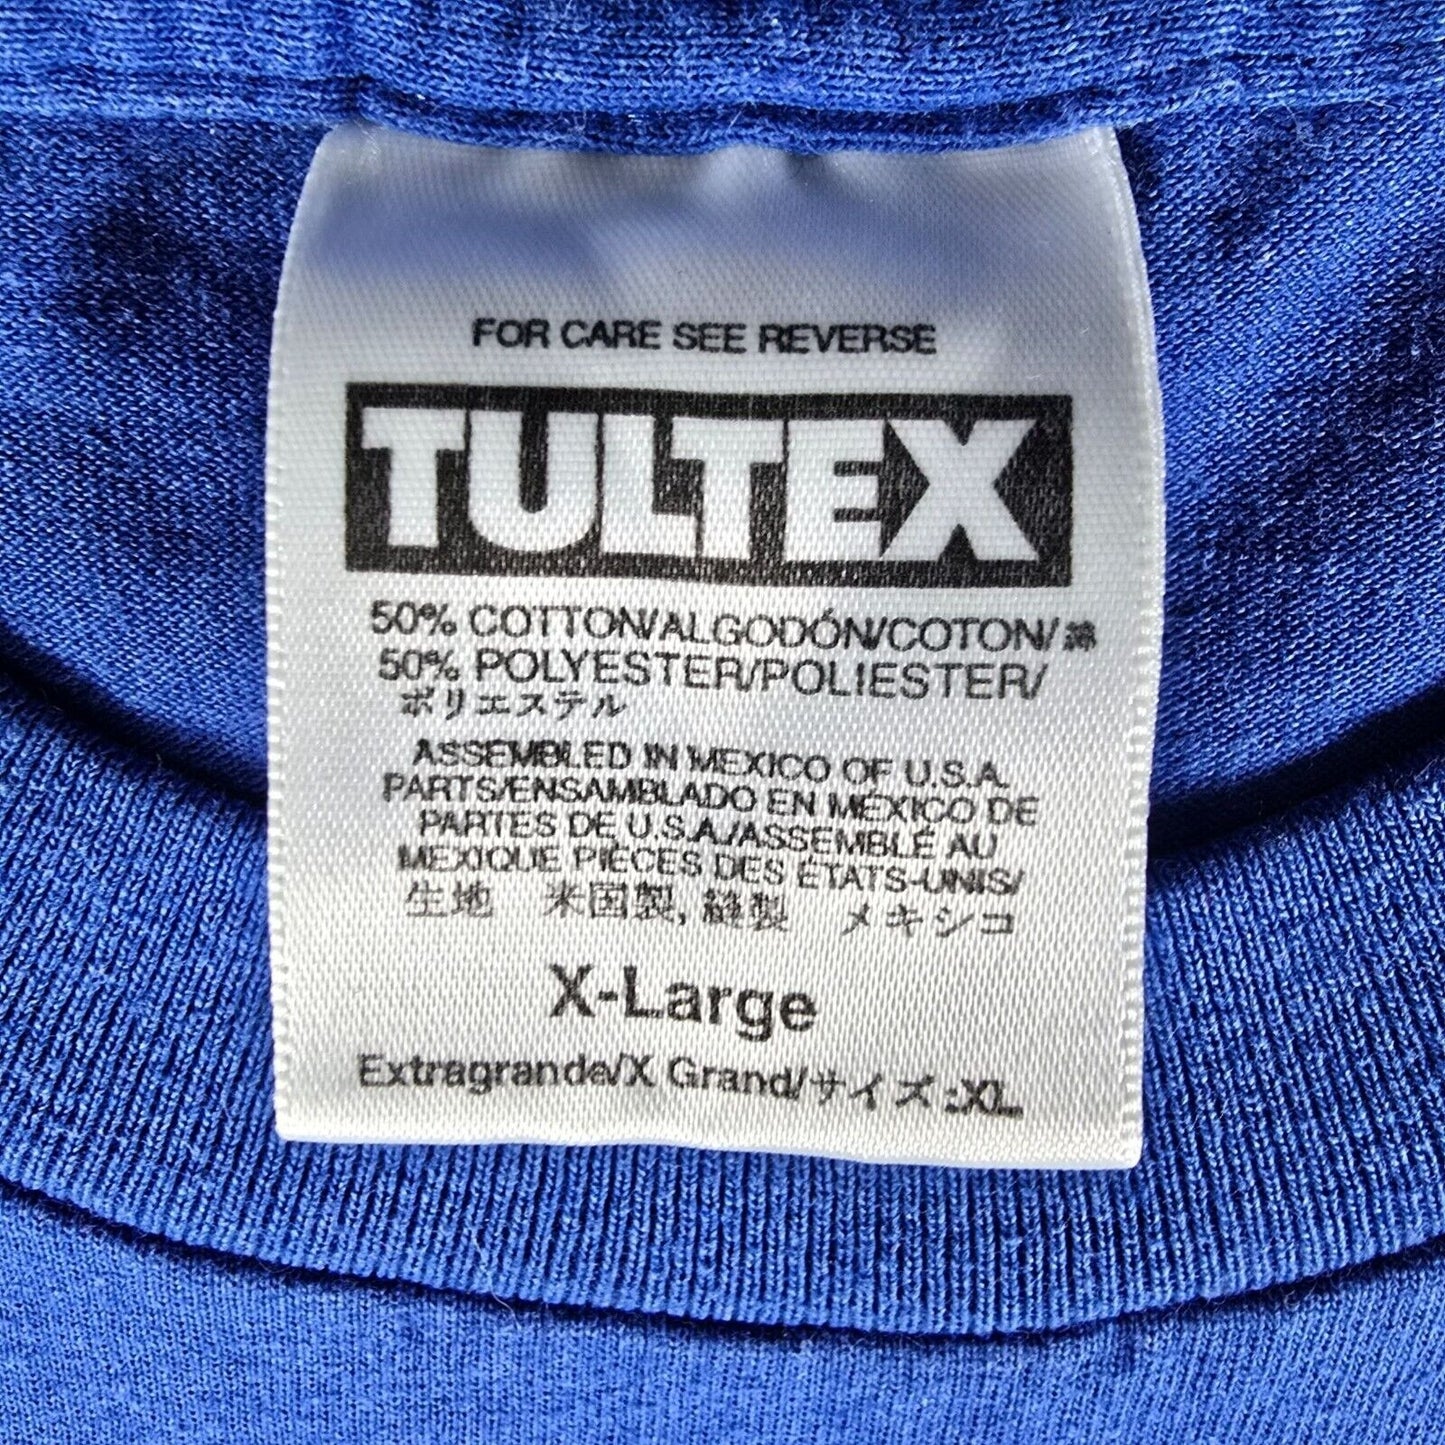 FOR CARE SEE REVERSE
TULTEX
50% COTTON/ALGODÓN/COTON/綿
50% POLYESTER/POLIESTER/
ポリエステル
ASSEMBLED IN MEXICO OF U.S.A.
PARTS/ENSAMBLADO EN MÉXICO DE
PARTES DE U.S.A./ASSEMBLÉ AU
MEXIQUE PIÈCES DES ÉTATS-UNIS/
生地 米国製, 縫製 メキシコ
X-Large
Extragrande/X Grand/サイズ:XL